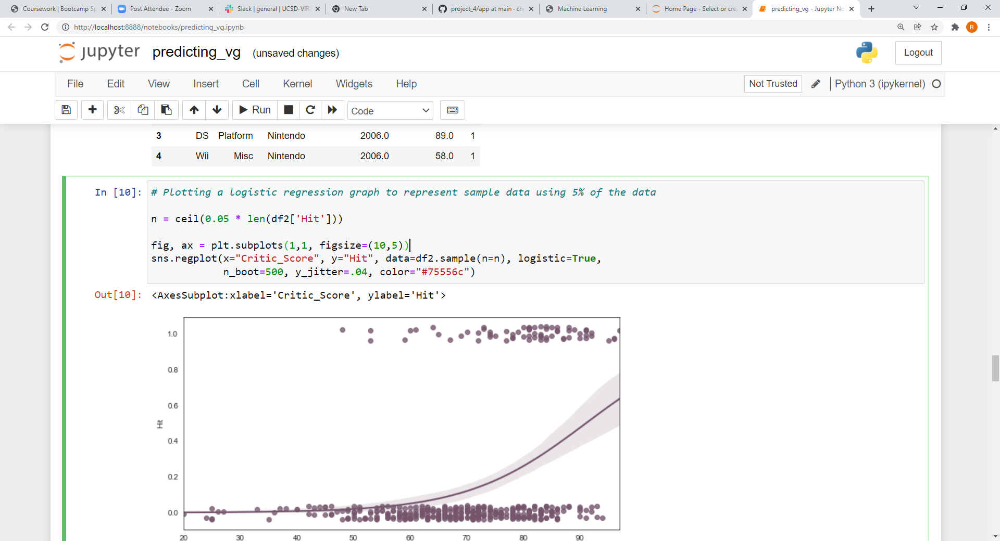 Coursework | Bootcamp Sp
Post Attendee - Zoom
Slack | general | UCSD-VIR
New Tab
project_4/app at main · ch
Machine Learning
Home Page - Select or cre
predicting_vg - Jupyter No
http://localhost:8888/notebooks/predicting_vg.ipynb
R
jupyter predicting_vg (unsaved changes)
Logout
File Edit View Insert Cell Kernel Widgets Help
Not Trusted
Python 3 (ipykernel)
Run
Code
3 DS Platform Nintendo 2006.0 89.0 1
4 Wii Misc Nintendo 2006.0 58.0 1
In [10]: # Plotting a logistic regression graph to represent sample data using 5% of the data
n = ceil(0.05 * len(df2['Hit']))
fig, ax = plt.subplots(1,1, figsize=(10,5))
sns.regplot(x="Critic_Score", y="Hit", data=df2.sample(n=n), logistic=True,
n_boot=500, y_jitter=.04, color="#75556c")
Out[10]: <AxesSubplot:xlabel='Critic_Score', ylabel='Hit'>
1.0
0.8
0.6
Hit
0.4
0.2
0.0
20 30 40 50 60 70 80 90